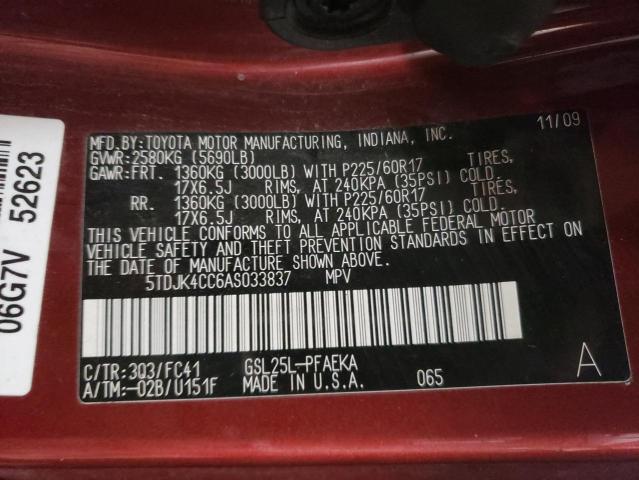 MFD.BY:TOYOTA MOTOR MANUFACTURING, INDIANA, INC. 11/09
GVWR:2580KG (5690LB)
GAWR:FRT. 1360KG (3000LB) WITH P225/60R17 TIRES,
17X6.5J RIMS, AT 240KPA (35PSI) COLD.
RR. 1360KG (3000LB) WITH P225/60R17 TIRES,
17X6.5J RIMS, AT 240KPA (35PSI) COLD.
THIS VEHICLE CONFORMS TO ALL APPLICABLE FEDERAL MOTOR
VEHICLE SAFETY AND THEFT PREVENTION STANDARDS IN EFFECT ON
THE DATE OF MANUFACTURE SHOWN ABOVE.
5TDJK4CC6AS033837 MPV
C/TR:3Q3/FC41 GSL25L-PFAEKA
A/TM:-02B/U151F MADE IN U.S.A. 065
A
06G7V 52623